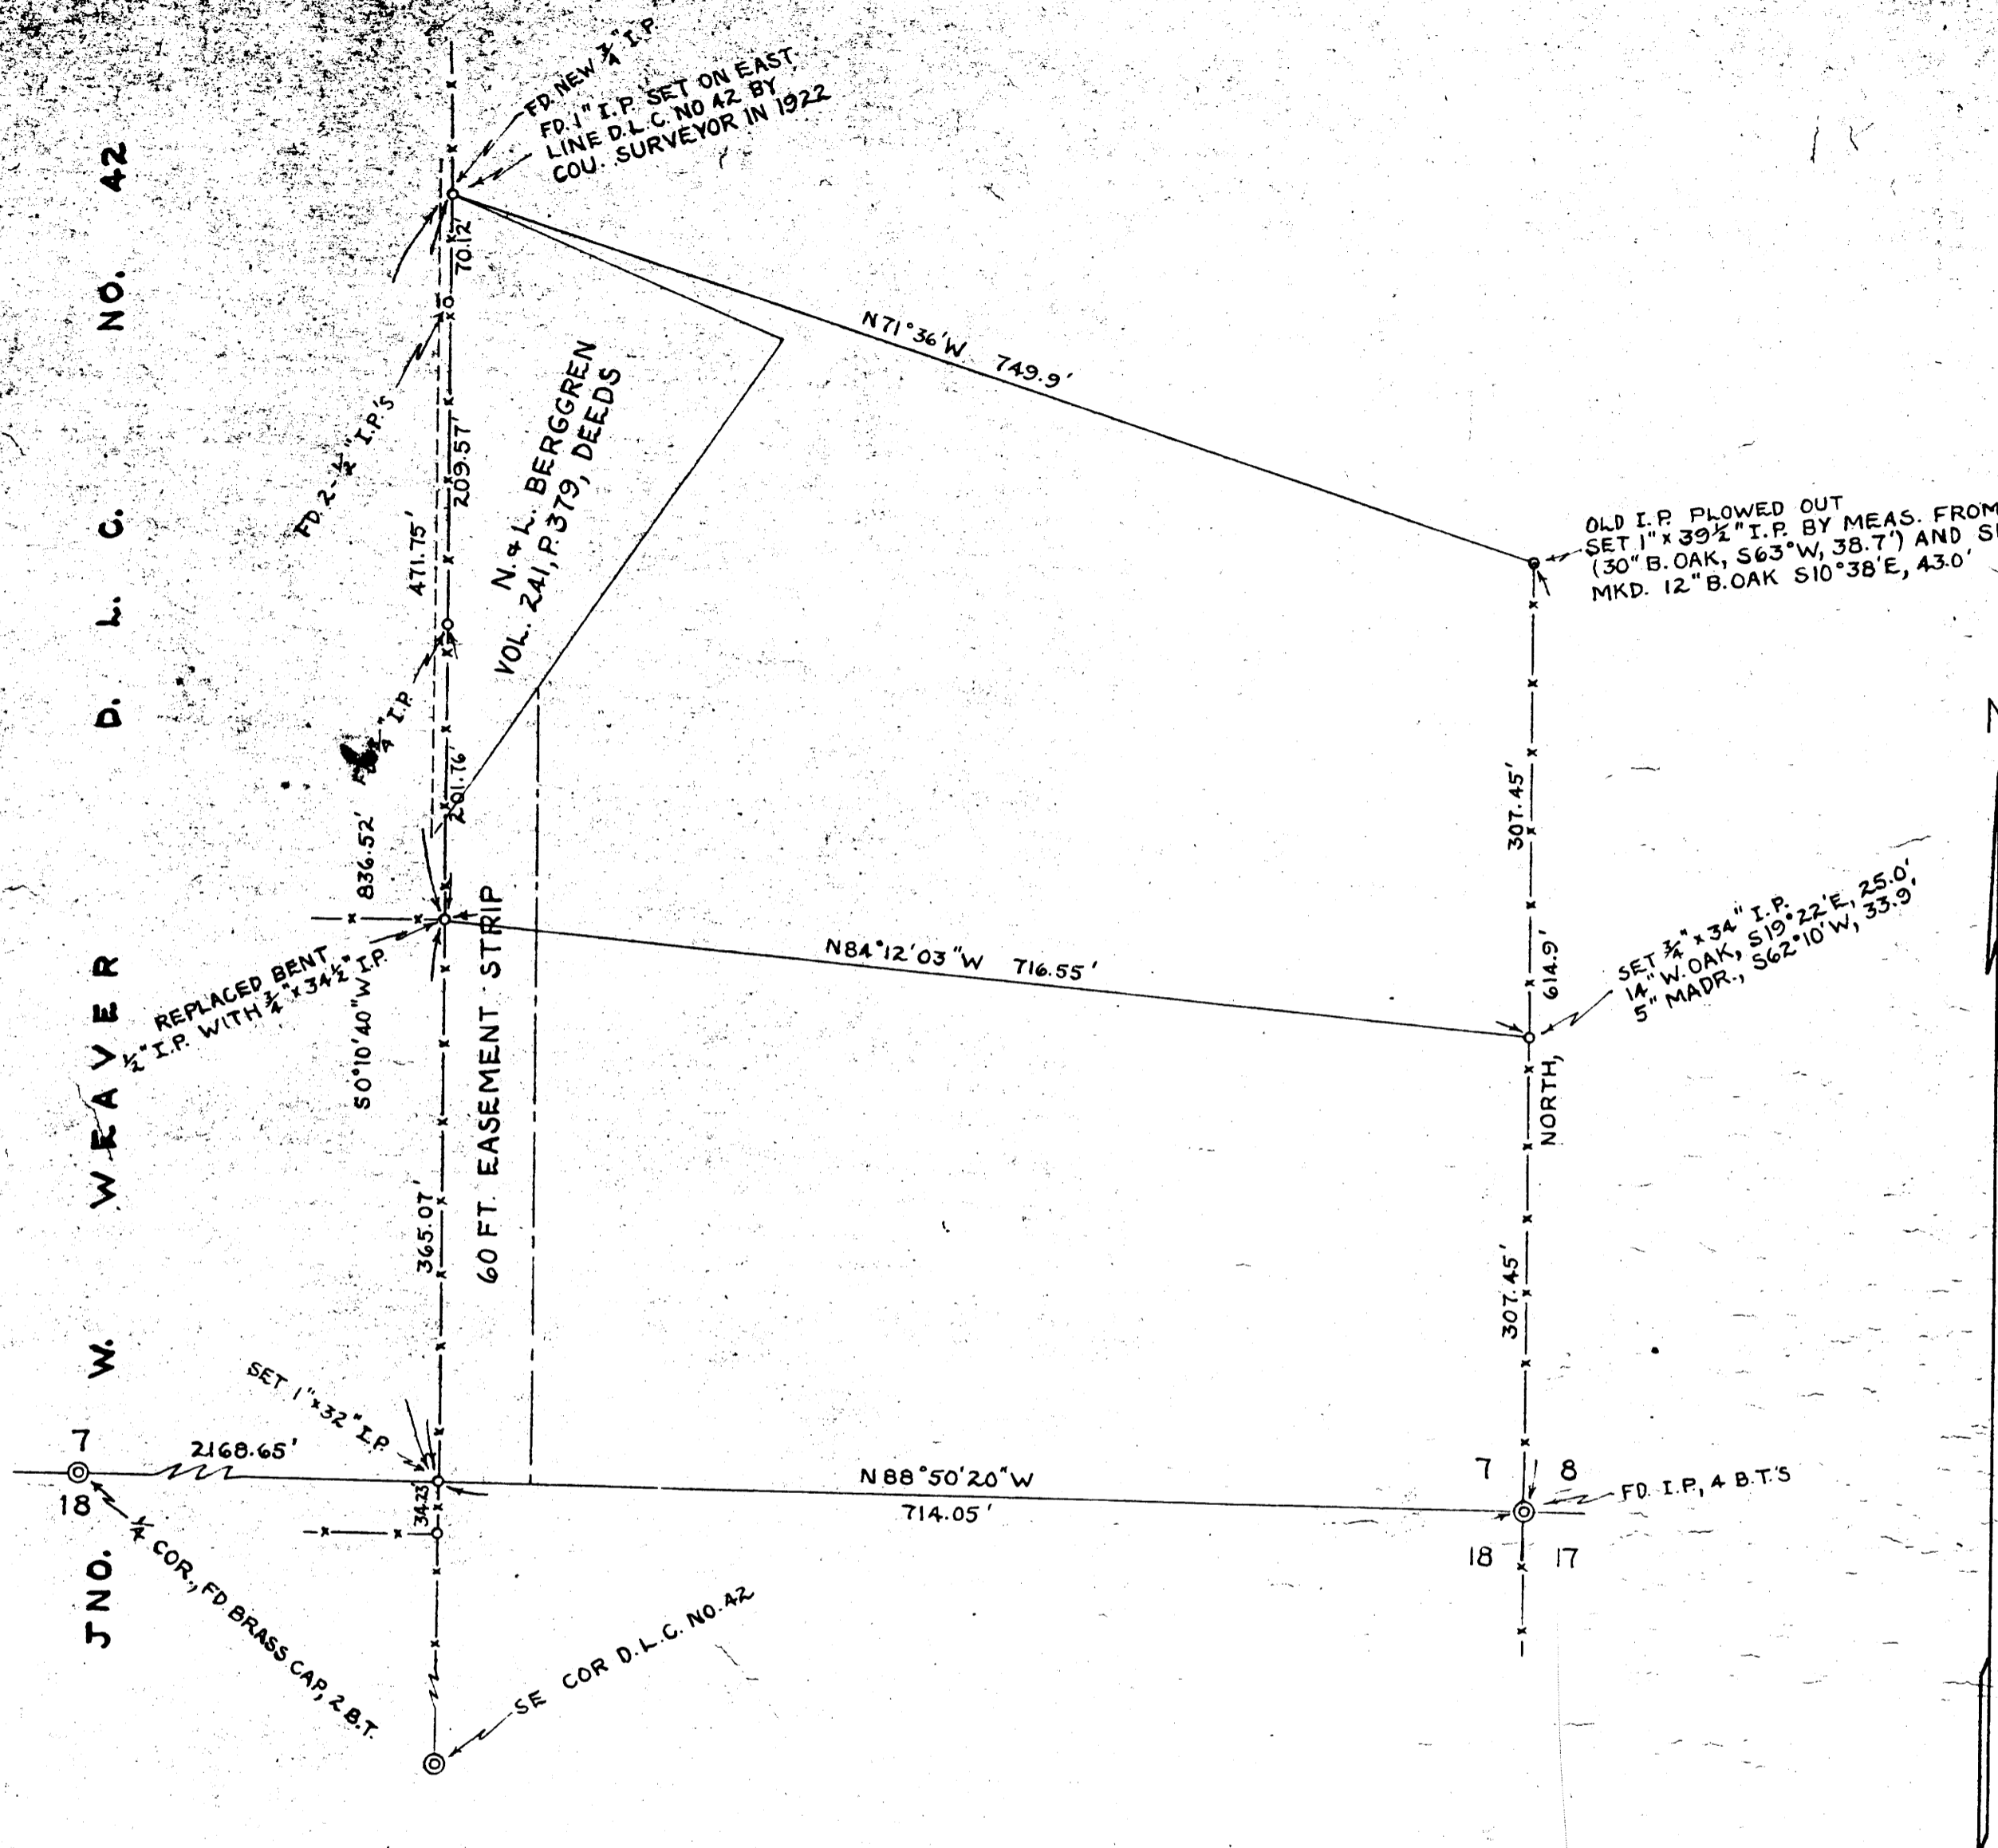 FD. NEW ¾" I.P.
FD. 1" I.P. SET ON EAST
LINE D.L.C. NO 42 BY
COU. SURVEYOR IN 1922
70.12'
N71°36'W 749.9'
FD. 2-½" I.P.'S
209.57'
471.75'
N. & L. BERGGREN
VOL. 241, P. 379, DEEDS
OLD I.P. PLOWED OUT
SET 1" x 39½" I.P. BY MEAS. FROM
(30" B. OAK, S63°W, 38.7') AND
MKD. 12" B. OAK S10°38'E, 43.0'
I.P.
201.76'
307.45'
836.52'
S0°10'40"W
REPLACED BENT
½" I.P. WITH ¾" x 34½" I.P.
N84°12'03"W 716.55'
614.9'
NORTH,
SET ¾" x 34" I.P.
14" W. OAK, S19°22'E, 25.0'
5" MADR., S62°10'W, 33.9'
60 FT. EASEMENT STRIP
365.07'
307.45'
SET 1" x 32" I.P.
7
2168.65'
18
34.23'
N88°50'20"W
714.05'
7 8
FD. I.P., 4 B.T.'S
18 17
¼ COR., FD. BRASS CAP, 2 B.T.
SE COR D.L.C. NO. 42
JNO. W. WEAVER D. L. C. NO. 42